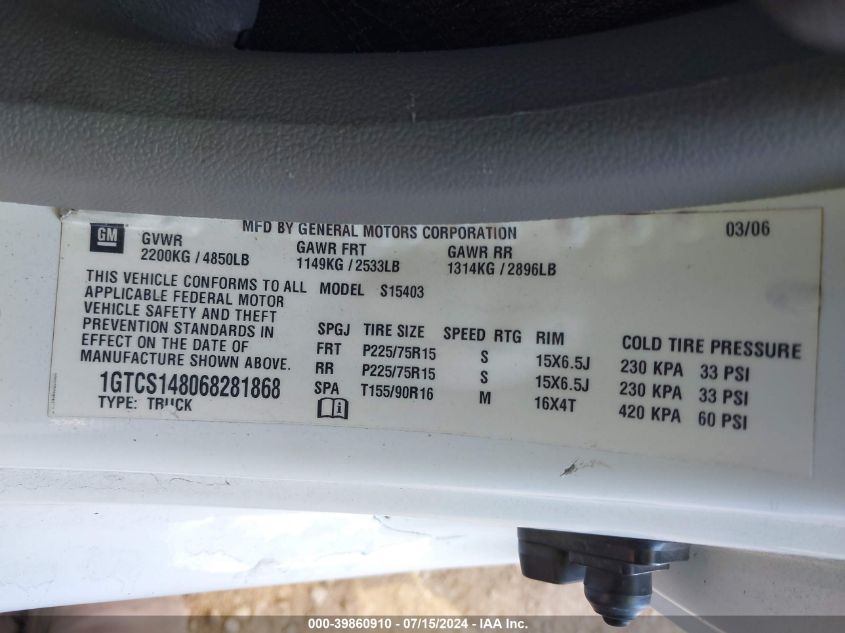 MFD BY GENERAL MOTORS CORPORATION 03/06
GM GVWR GAWR FRT GAWR RR
2200KG / 4850LB 1149KG / 2533LB 1314KG / 2896LB
THIS VEHICLE CONFORMS TO ALL
APPLICABLE FEDERAL MOTOR
VEHICLE SAFETY AND THEFT
PREVENTION STANDARDS IN
EFFECT ON THE DATE OF
MANUFACTURE SHOWN ABOVE.
1GTCS148068281868
TYPE: TRUCK
MODEL S15403
SPGJ TIRE SIZE SPEED RTG RIM COLD TIRE PRESSURE
FRT P225/75R15 S 15X6.5J 230 KPA 33 PSI
RR P225/75R15 S 15X6.5J 230 KPA 33 PSI
SPA T155/90R16 M 16X4T 420 KPA 60 PSI
000-39860910 - 07/15/2024 - IAA Inc.